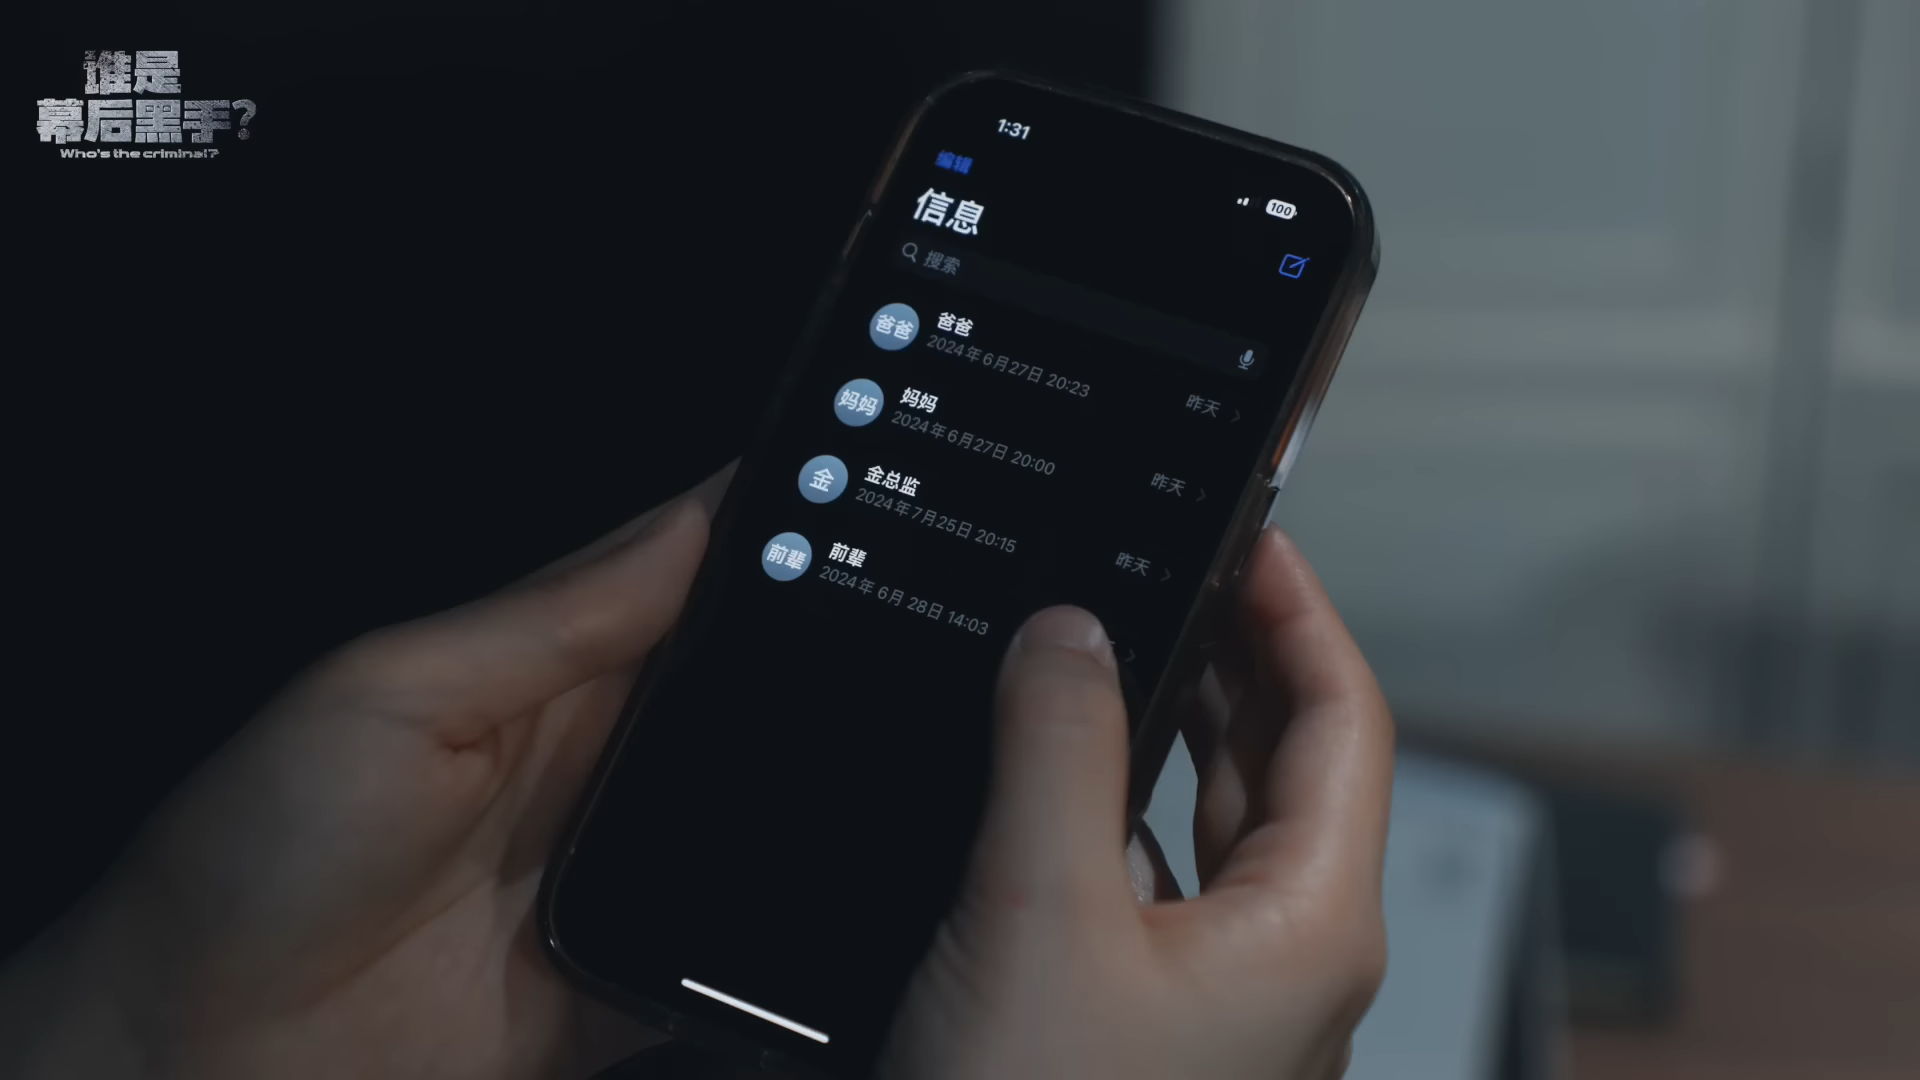 谁是
幕后黑手?
Who's the criminal?
1:31
100
编辑
信息
搜索
爸爸
爸爸
2024年6月27日 20:23
昨天
妈妈
妈妈
2024年6月27日 20:00
昨天
金
金总监
2024年7月25日 20:15
昨天
前辈
前辈
2024年 6月 28日 14:03